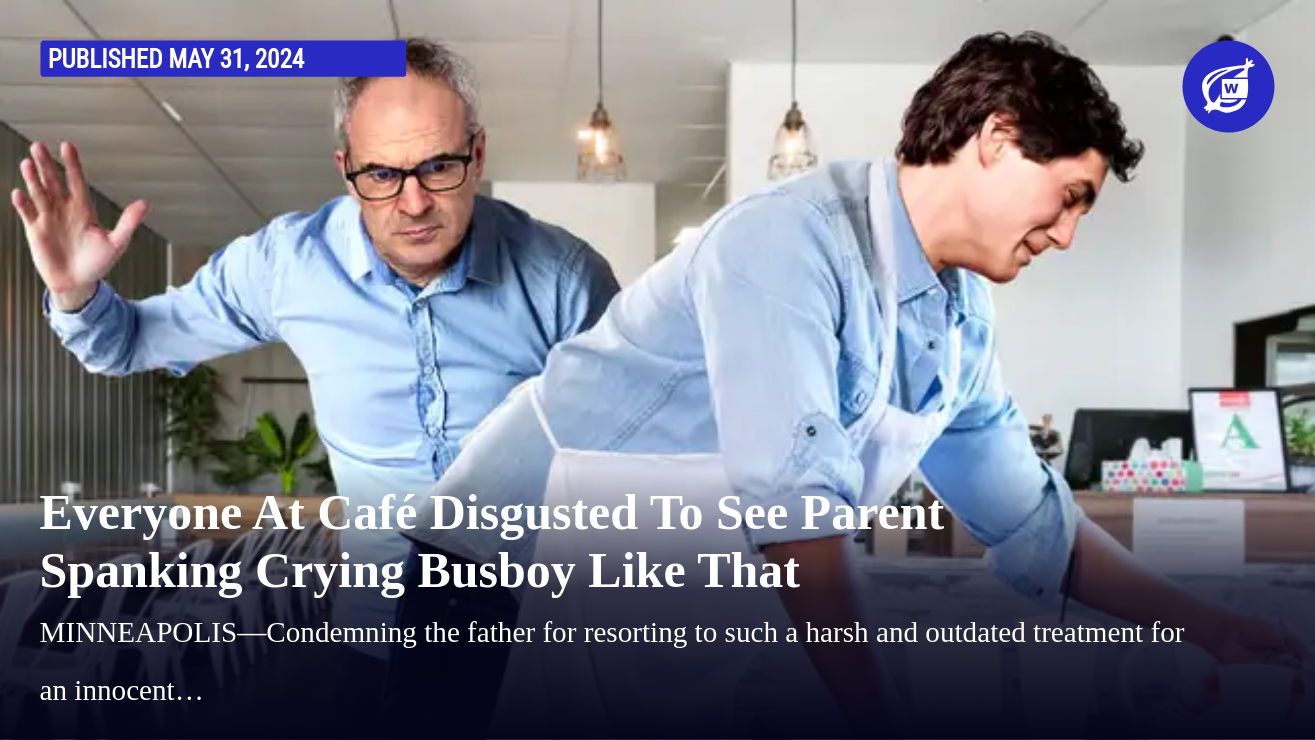 PUBLISHED MAY 31, 2024
W
A
Everyone At Café Disgusted To See Parent
Spanking Crying Busboy Like That
MINNEAPOLIS—Condemning the father for resorting to such a harsh and outdated treatment for
an innocent…